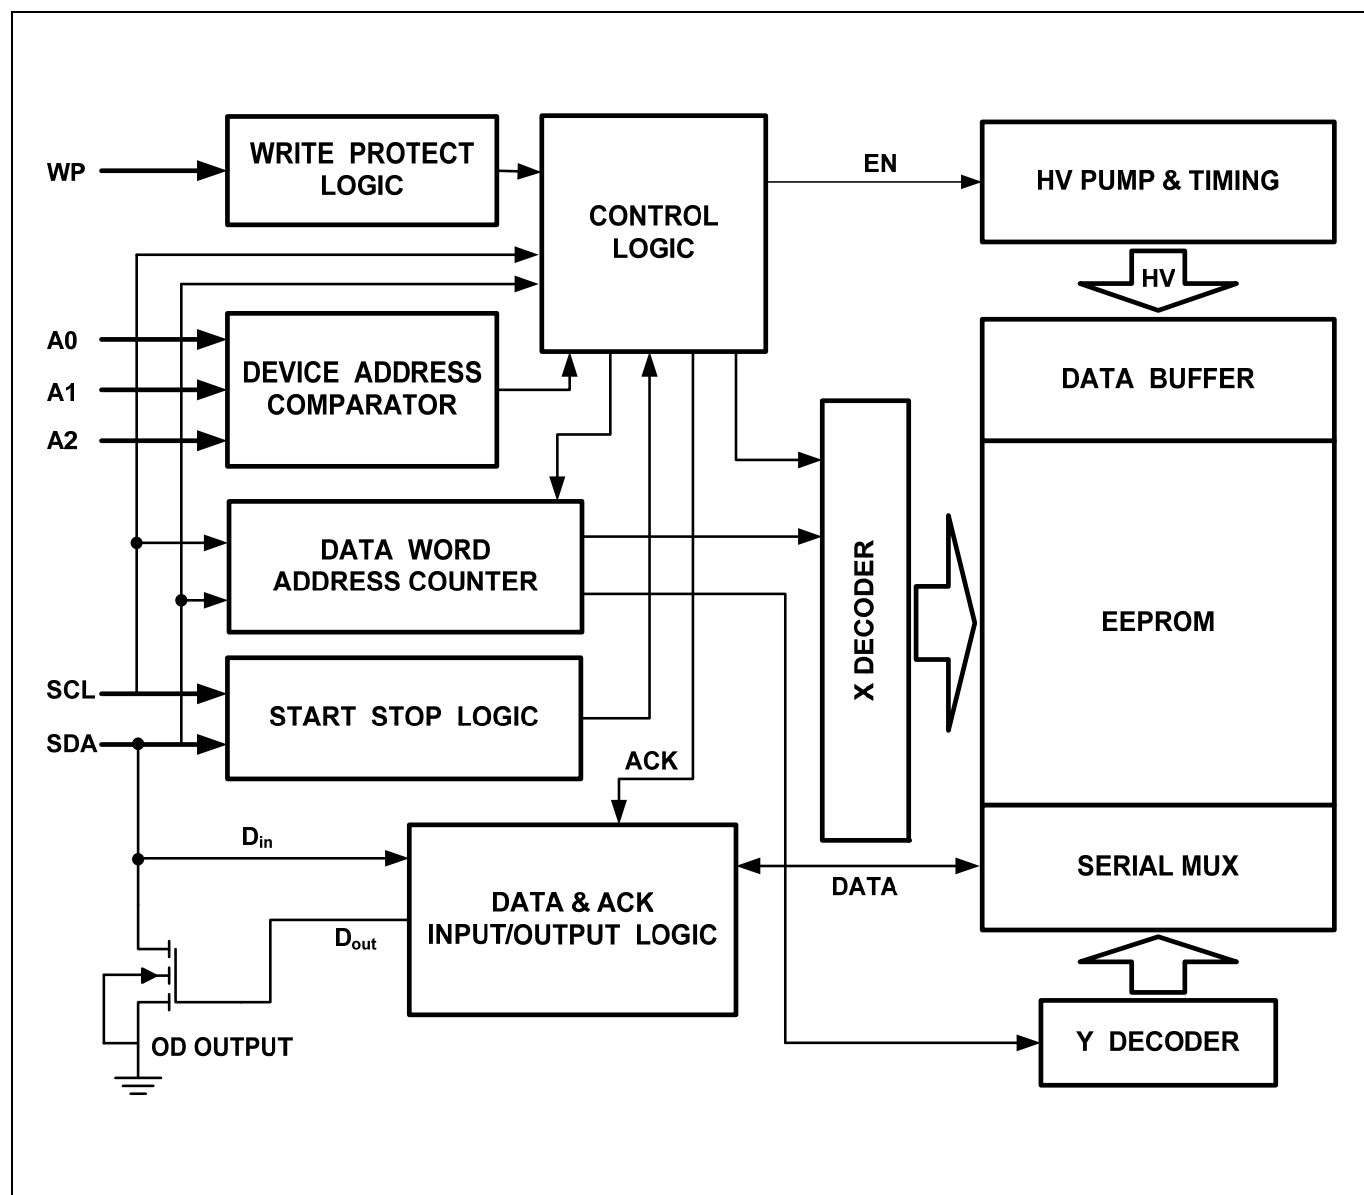 WP
WRITE PROTECT
LOGIC
CONTROL
LOGIC
EN
HV PUMP & TIMING
HV
A0
A1
A2
DEVICE ADDRESS
COMPARATOR
DATA BUFFER
DATA WORD
ADDRESS COUNTER
X DECODER
EEPROM
SCL
SDA
START STOP LOGIC
ACK
Din
Dout
DATA & ACK
INPUT/OUTPUT LOGIC
DATA
SERIAL MUX
OD OUTPUT
Y DECODER